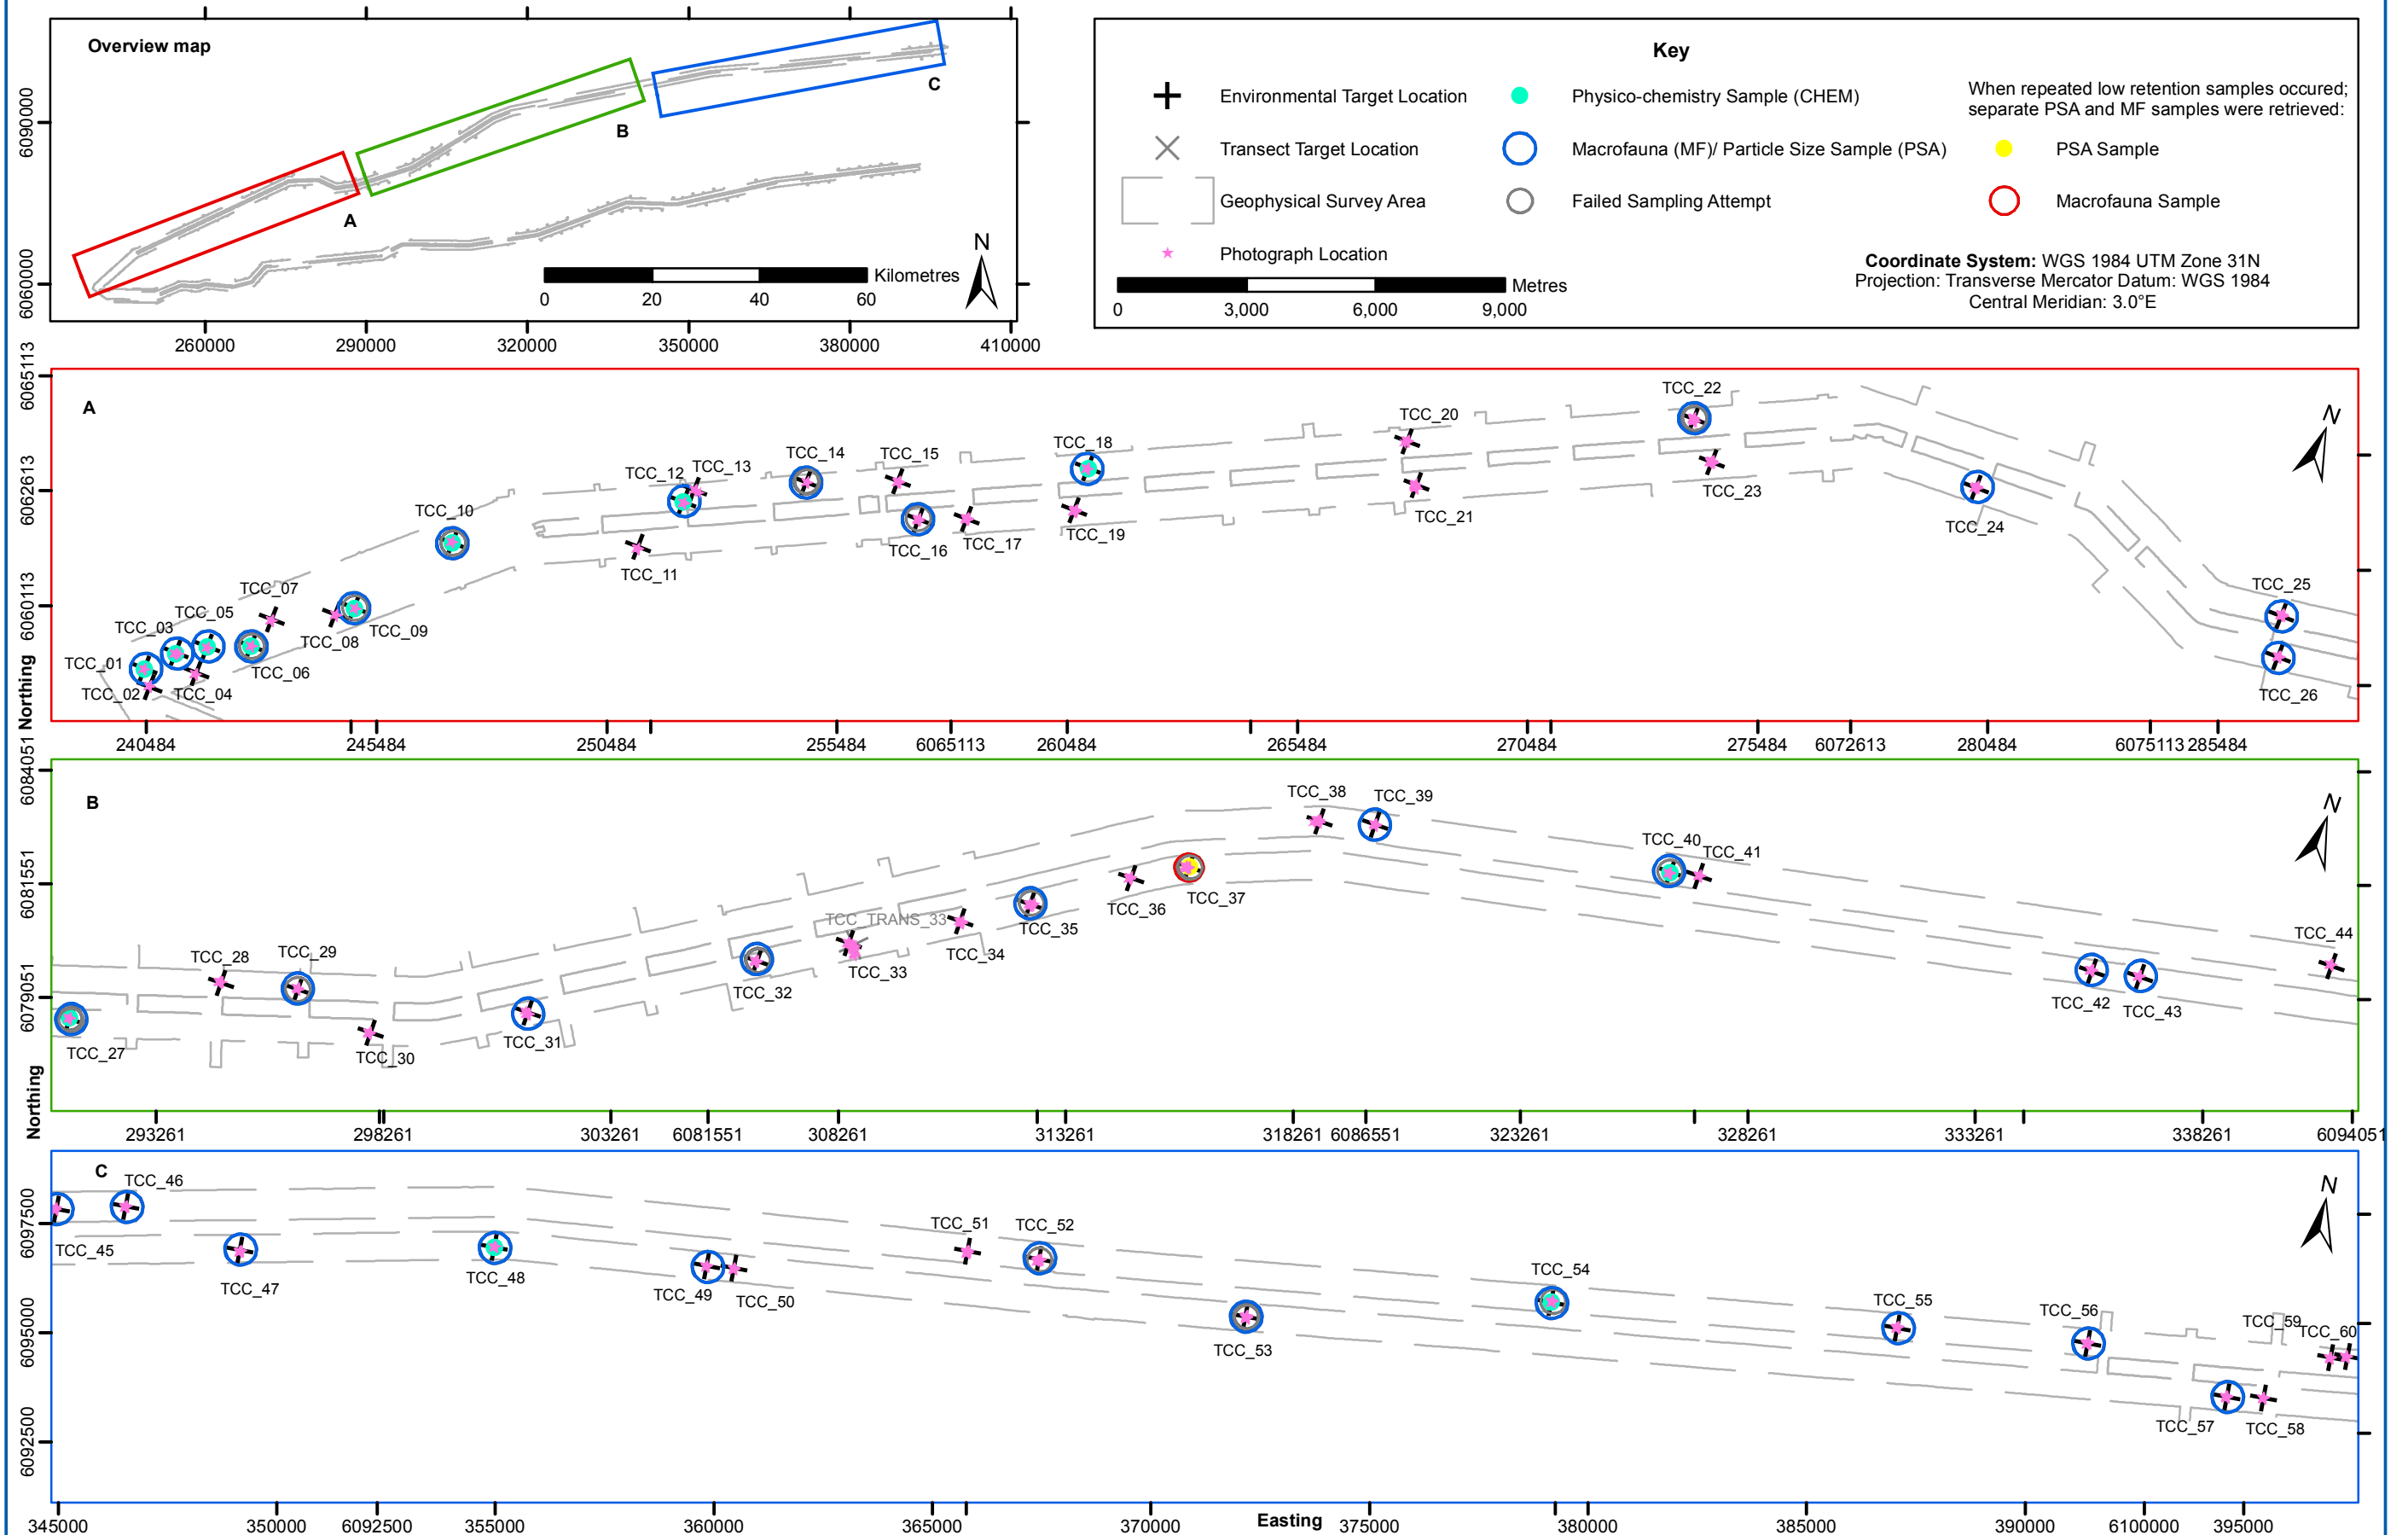 Overview map
6090000
6060000
A
B
C
N
Kilometres
0 20 40 60
260000 290000 320000 350000 380000 410000
Key
Environmental Target Location
Transect Target Location
Geophysical Survey Area
Photograph Location
Physico-chemistry Sample (CHEM)
Macrofauna (MF)/ Particle Size Sample (PSA)
Failed Sampling Attempt
When repeated low retention samples occured;
separate PSA and MF samples were retrieved:
PSA Sample
Macrofauna Sample
Metres
0 3,000 6,000 9,000
Coordinate System: WGS 1984 UTM Zone 31N
Projection: Transverse Mercator Datum: WGS 1984
Central Meridian: 3.0°E
A
N
6065113
6062613
6060113
Northing
TCC_01
TCC_02
TCC_03
TCC_04
TCC_05
TCC_06
TCC_07
TCC_08
TCC_09
TCC_10
TCC_11
TCC_12
TCC_13
TCC_14
TCC_15
TCC_16
TCC_17
TCC_18
TCC_19
TCC_20
TCC_21
TCC_22
TCC_23
TCC_24
TCC_25
TCC_26
240484 245484 250484 255484 6065113 260484 265484 270484 275484 6072613 280484 6075113 285484
B
N
6084051
6081551
6079051
Northing
TCC_27
TCC_28
TCC_29
TCC_30
TCC_31
TCC_32
TCC_TRANS_33
TCC_33
TCC_34
TCC_35
TCC_36
TCC_37
TCC_38
TCC_39
TCC_40
TCC_41
TCC_42
TCC_43
TCC_44
293261 298261 303261 6081551 308261 313261 318261 6086551 323261 328261 333261 338261 6094051
C
N
6097500
6095000
6092500
TCC_45
TCC_46
TCC_47
TCC_48
TCC_49
TCC_50
TCC_51
TCC_52
TCC_53
TCC_54
TCC_55
TCC_56
TCC_57
TCC_58
TCC_59
TCC_60
345000 350000 6092500 355000 360000 365000 370000 Easting 375000 380000 385000 390000 6100000 395000